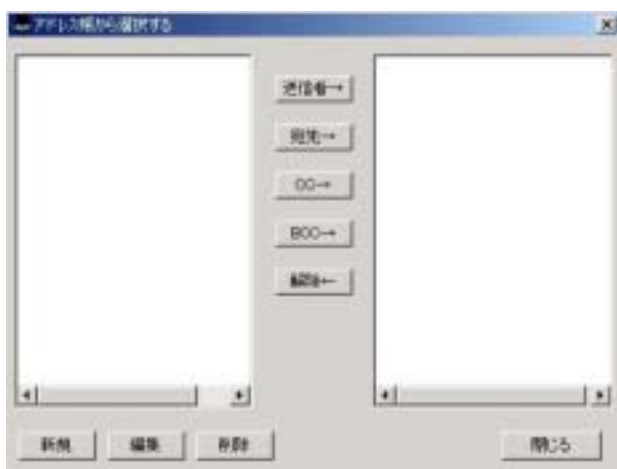 アドレス帳から選択する
送信者→
宛先→
CC→
BCC→
解除←
新規
編集
削除
閉じる